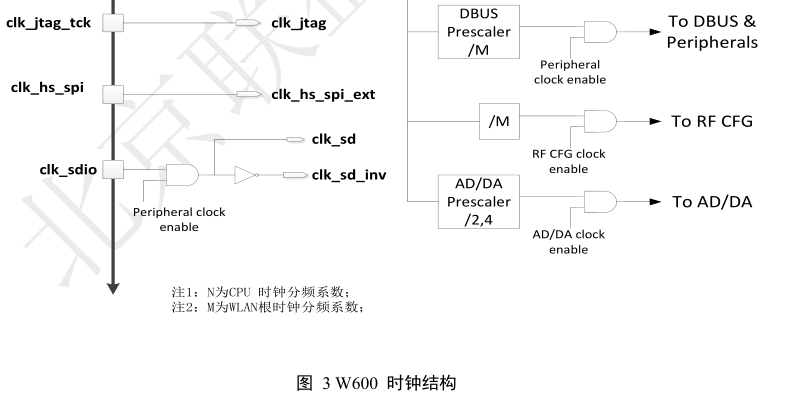 clk_jtag_tck
clk_jtag
clk_hs_spi
clk_hs_spi_ext
clk_sdio
clk_sd
clk_sd_inv
Peripheral clock
enable
DBUS
Prescaler
/M
Peripheral
clock enable
To DBUS &
Peripherals
/M
RF CFG clock
enable
To RF CFG
AD/DA
Prescaler
/2,4
AD/DA clock
enable
To AD/DA
注1: N为CPU 时钟分频系数;
注2: M为WLAN根时钟分频系数;
图 3 W600 时钟结构
北京联